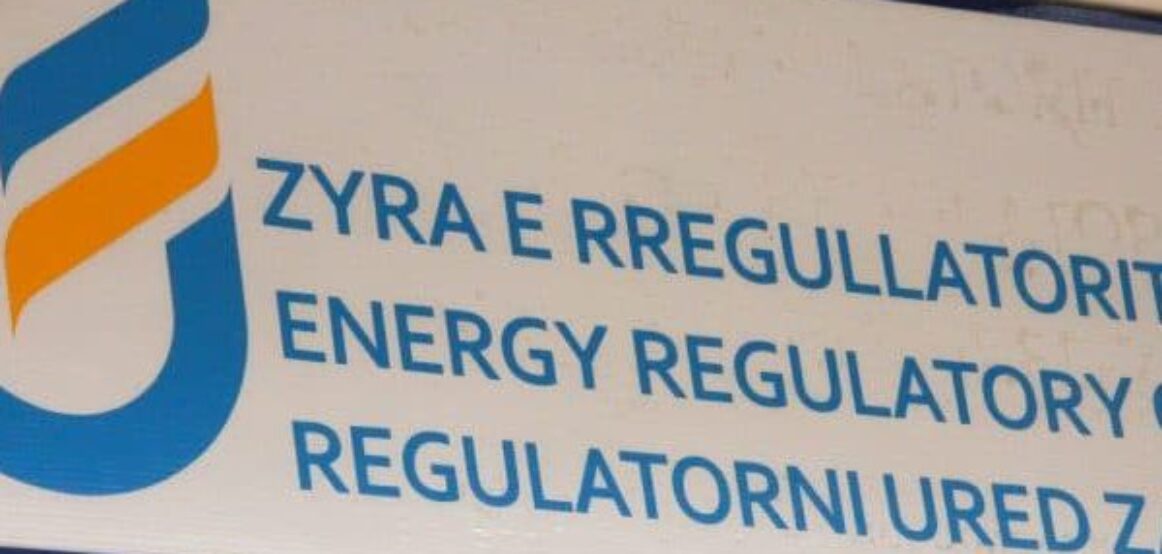 ZYRA E RREGULLATORIT
ENERGY REGULATORY
REGULATORNI URED